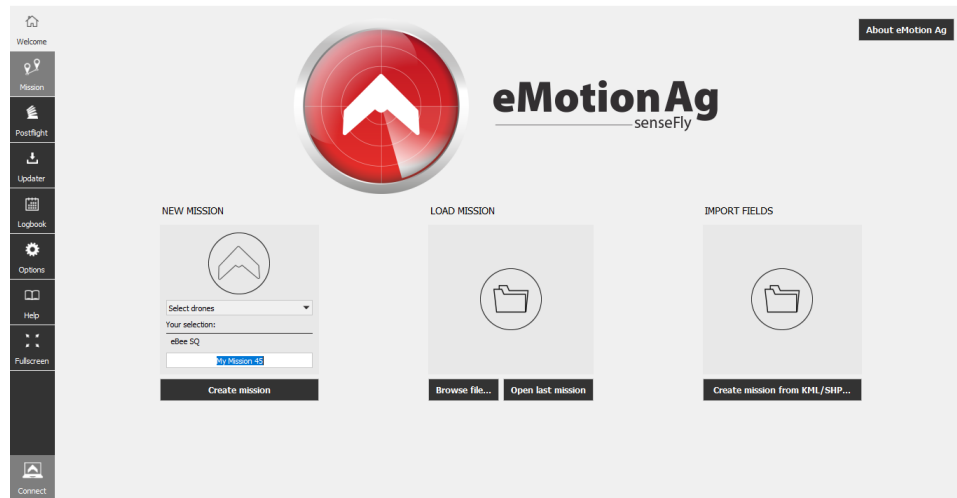 Welcome
Mission
Postflight
Updater
Logbook
Options
Help
Fullscreen
Connect
About eMotion Ag
eMotion Ag
senseFly
NEW MISSION
Select drones
Your selection:
eBee SQ
My Mission 45
Create mission
LOAD MISSION
Browse file...
Open last mission
IMPORT FIELDS
Create mission from KML/SHP...